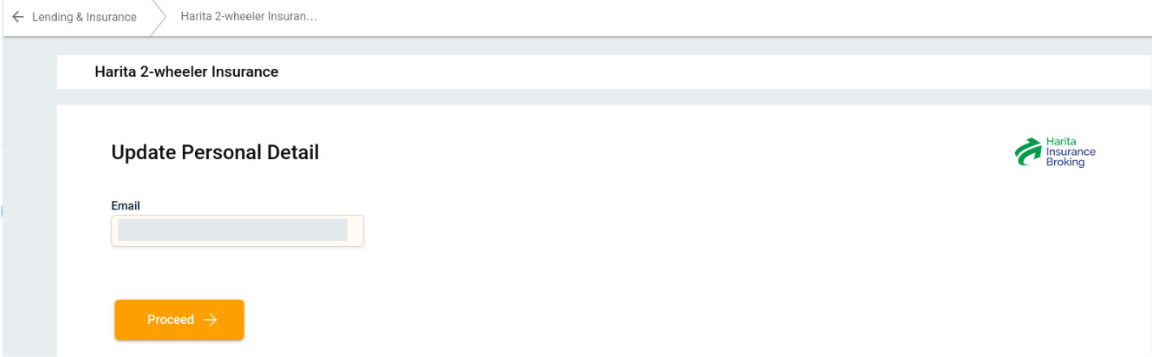 Lending & Insurance
Harita 2-wheeler Insuran...
Harita 2-wheeler Insurance
Update Personal Detail
Harita
Insurance
Broking
Email
Proceed